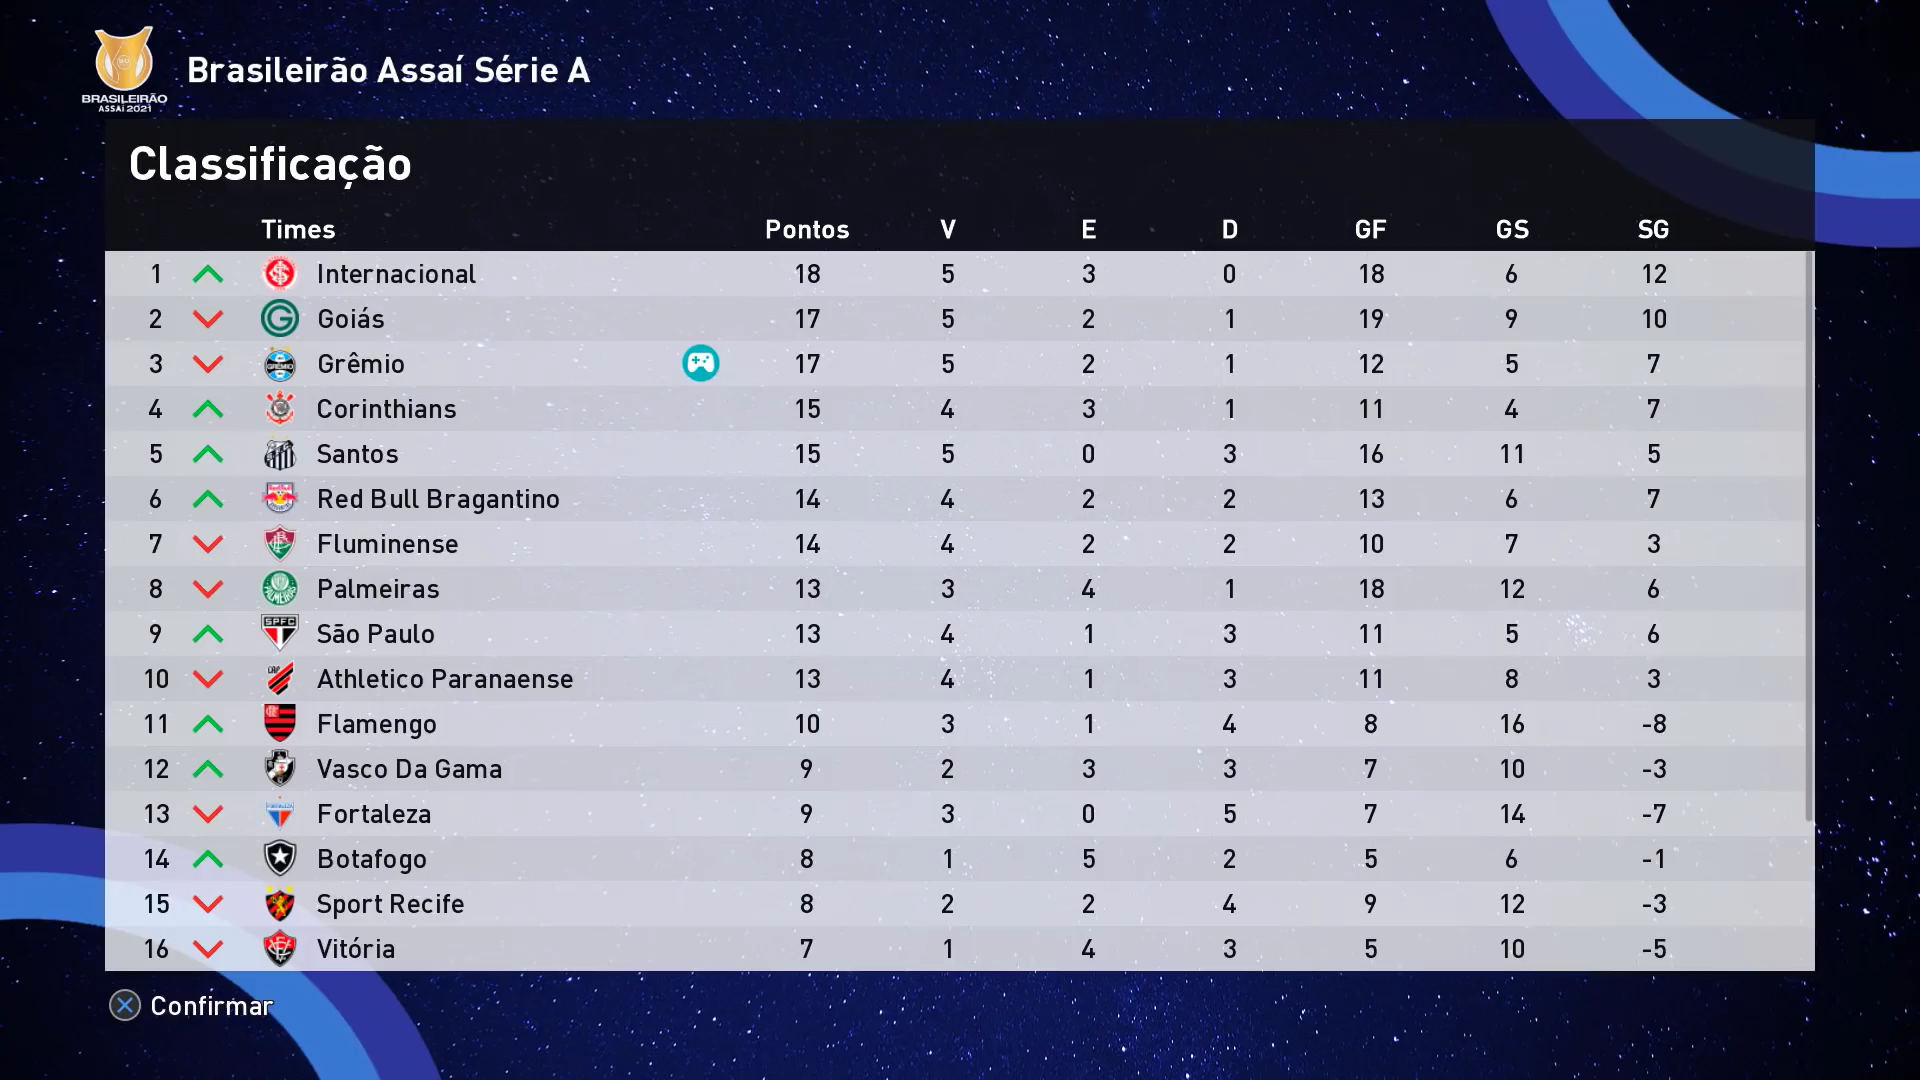 BRASILEIRÃO
ASSAÍ 2021
Brasileirão Assaí Série A
Classificação
Times Pontos V E D GF GS SG
1 Internacional 18 5 3 0 18 6 12
2 Goiás 17 5 2 1 19 9 10
3 Grêmio 17 5 2 1 12 5 7
4 Corinthians 15 4 3 1 11 4 7
5 Santos 15 5 0 3 16 11 5
6 Red Bull Bragantino 14 4 2 2 13 6 7
7 Fluminense 14 4 2 2 10 7 3
8 Palmeiras 13 3 4 1 18 12 6
SPFC
9 São Paulo 13 4 1 3 11 5 6
CAP
10 Athletico Paranaense 13 4 1 3 11 8 3
11 Flamengo 10 3 1 4 8 16 -8
12 Vasco Da Gama 9 2 3 3 7 10 -3
13 Fortaleza 9 3 0 5 7 14 -7
14 Botafogo 8 1 5 2 5 6 -1
15 Sport Recife 8 2 2 4 9 12 -3
16 Vitória 7 1 4 3 5 10 -5
Confirmar